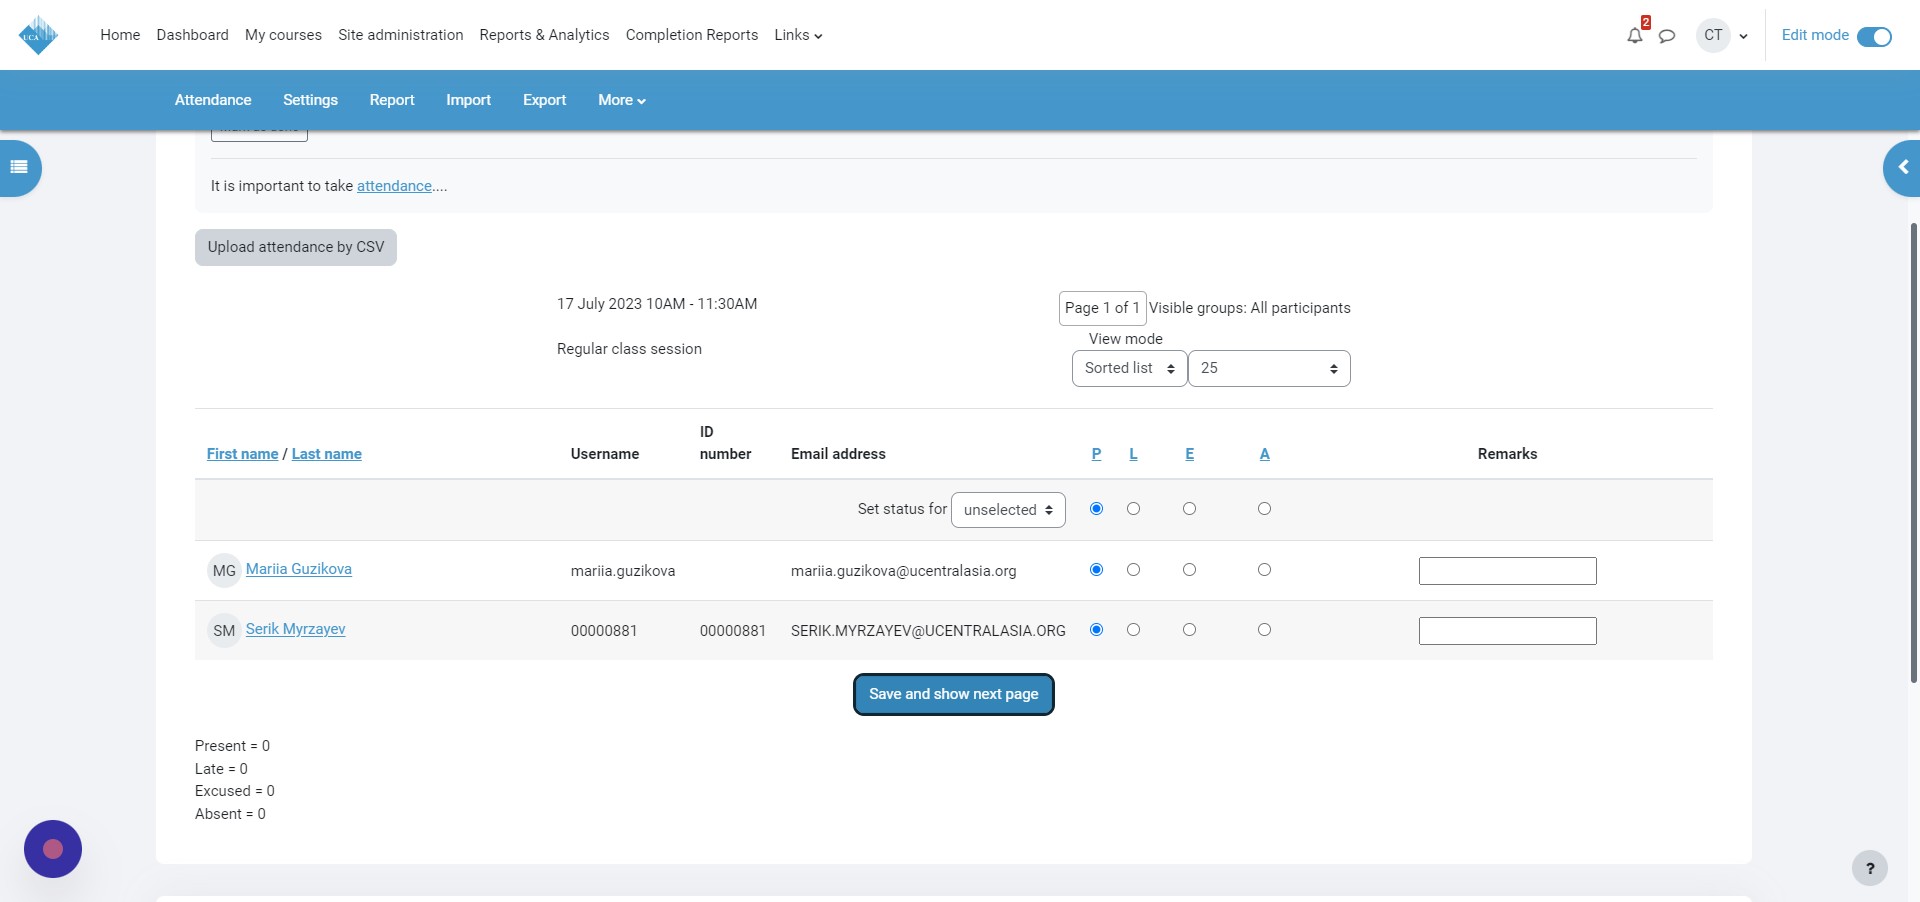 UCA
Home Dashboard My courses Site administration Reports & Analytics Completion Reports Links
2
CT
Edit mode
Attendance Settings Report Import Export More
It is important to take attendance....
Upload attendance by CSV
17 July 2023 10AM - 11:30AM
Page 1 of 1 Visible groups: All participants
View mode
Regular class session
Sorted list 25
First name / Last name Username ID number Email address P L E A Remarks
Set status for unselected
MG Mariia Guzikova mariia.guzikova mariia.guzikova@ucentralasia.org
SM Serik Myrzayev 00000881 00000881 SERIK.MYRZAYEV@UCENTRALASIA.ORG
Save and show next page
Present = 0
Late = 0
Excused = 0
Absent = 0
?